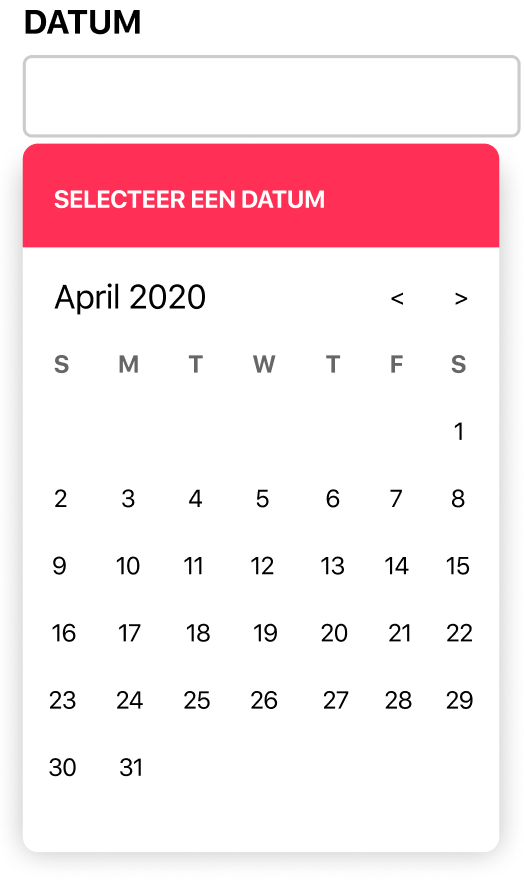 DATUM
SELECTEER EEN DATUM
April 2020 < >
S M T W T F S
1
2 3 4 5 6 7 8
9 10 11 12 13 14 15
16 17 18 19 20 21 22
23 24 25 26 27 28 29
30 31